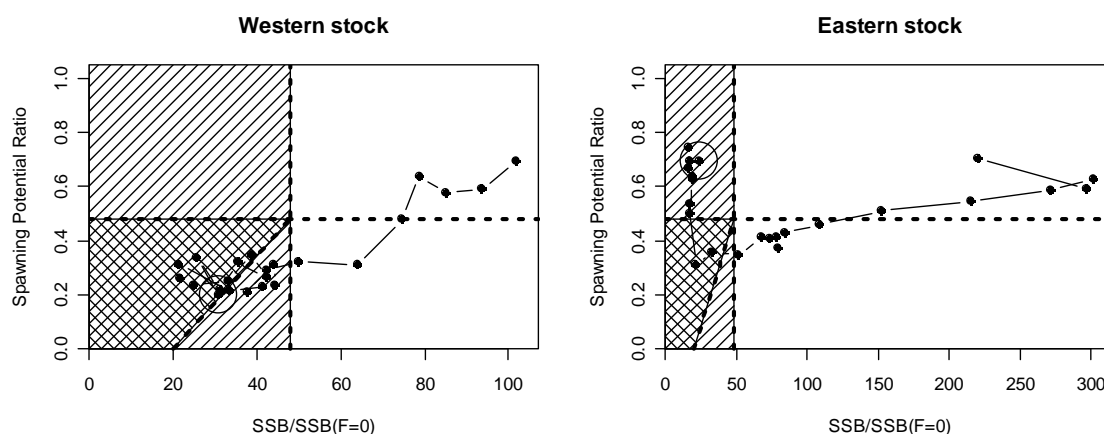 Western stock
Spawning Potential Ratio
1.0
0.8
0.6
0.4
0.2
0.0
0 20 40 60 80 100
SSB/SSB(F=0)
Eastern stock
Spawning Potential Ratio
1.0
0.8
0.6
0.4
0.2
0.0
0 50 100 150 200 250 300
SSB/SSB(F=0)